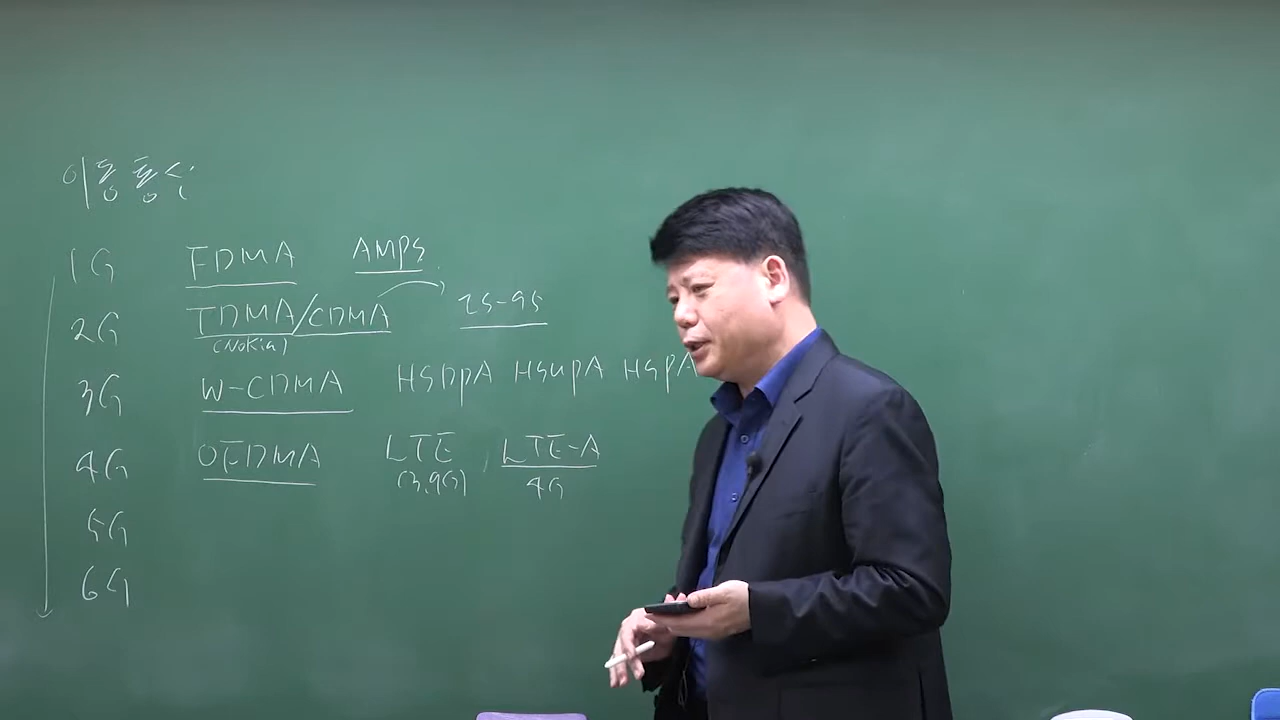 이동통신
1G FDMA AMPS
2G TDMA/CDMA IS-95
(Nokia)
3G W-CDMA HSDPA HSUPA HSPA
4G OFDMA LTE, LTE-A
(3.9G) 4G
5G
6G